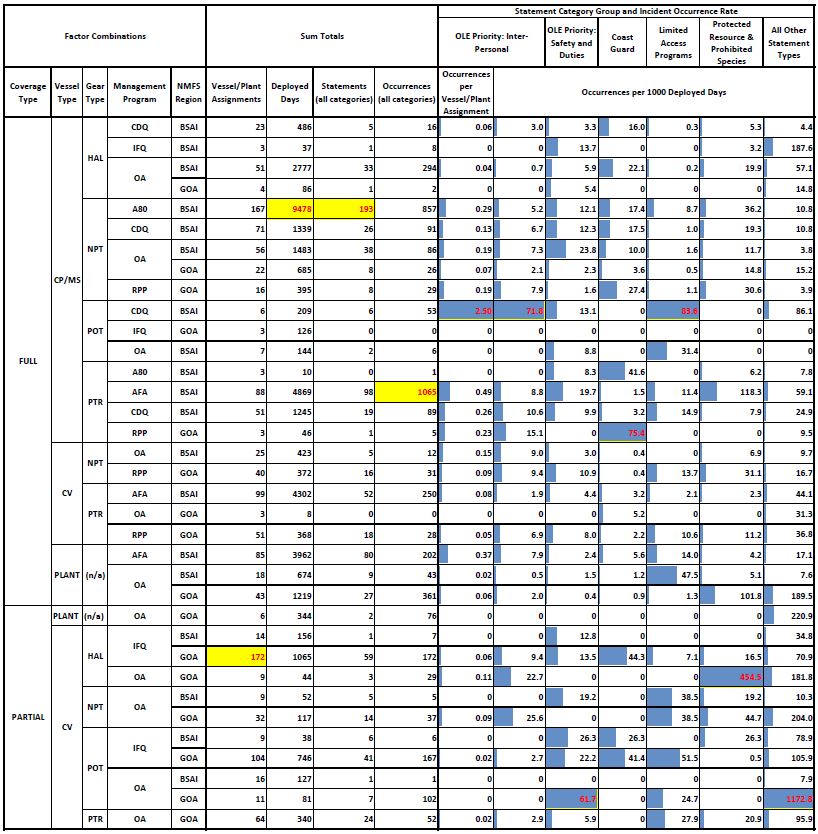 Statement Category Group and Incident Occurrence Rate
Factor Combinations Sum Totals OLE Priority: Inter-Personal OLE Priority: Safety and Duties Coast Guard Limited Access Programs Protected Resource & Prohibited Species All Other Statement Types
Coverage Type Vessel Type Gear Type Management Program NMFS Region Vessel/Plant Assignments Deployed Days Statements (all categories) Occurrences (all categories) Occurrences per Vessel/Plant Assignment Occurrences per 1000 Deployed Days
FULL CP/MS HAL CDQ BSAI 23 486 5 16 0.06 3.0 3.3 16.0 0.3 5.3 4.4
IFQ BSAI 3 37 1 8 0 0 13.7 0 0 3.2 187.6
OA BSAI 51 2777 33 294 0.04 0.7 5.9 22.1 0.2 19.9 57.1
GOA 4 86 1 2 0 0 5.4 0 0 0 14.8
NPT A80 BSAI 167 9478 193 857 0.29 5.2 12.1 17.4 8.7 36.2 10.8
CDQ BSAI 71 1339 26 91 0.13 6.7 12.3 17.5 1.0 19.3 10.8
OA BSAI 56 1483 38 86 0.19 7.3 23.8 10.0 1.6 11.7 3.8
GOA 22 685 8 26 0.07 2.1 2.3 3.6 0.5 14.8 15.2
RPP GOA 16 395 8 29 0.19 7.9 1.6 27.4 1.1 30.6 3.9
POT CDQ BSAI 6 209 6 53 2.50 71.8 13.1 0 83.6 0 86.1
IFQ GOA 3 126 0 0 0 0 0 0 0 0 0
OA BSAI 7 144 2 6 0 0 8.8 0 31.4 0 0
PTR A80 BSAI 3 10 0 1 0 0 8.3 41.6 0 6.2 7.8
AFA BSAI 88 4869 98 1065 0.49 8.8 19.7 1.5 11.4 118.3 59.1
CDQ BSAI 51 1245 19 89 0.26 10.6 9.9 3.2 14.9 7.9 24.9
RPP GOA 3 46 1 5 0.23 15.1 0 75.4 0 0 9.5
CV NPT OA BSAI 25 423 5 12 0.15 9.0 3.0 0.4 0 6.9 9.7
RPP GOA 40 372 16 31 0.09 9.4 10.9 0.4 13.7 31.1 16.7
PTR AFA BSAI 99 4302 52 250 0.08 1.9 4.4 3.2 2.1 2.3 44.1
OA GOA 3 8 0 0 0 0 0 5.2 0 0 31.3
RPP GOA 51 368 18 28 0.05 6.9 8.0 2.2 10.6 11.2 36.8
PLANT (n/a) AFA BSAI 85 3962 80 202 0.37 7.9 2.4 5.6 14.0 4.2 17.1
OA BSAI 18 674 9 43 0.02 0.5 1.5 1.2 47.5 5.1 7.6
GOA 43 1219 27 361 0.06 2.0 0.4 0.9 1.3 101.8 189.5
PARTIAL PLANT (n/a) OA GOA 6 344 2 76 0 0 0 0 0 0 220.9
CV HAL IFQ BSAI 14 156 1 7 0 0 12.8 0 0 0 34.8
GOA 172 1065 59 172 0.06 9.4 13.5 44.3 7.1 16.5 70.9
OA GOA 9 44 3 29 0.11 22.7 0 0 0 454.5 181.8
NPT OA BSAI 9 52 5 5 0 0 19.2 0 38.5 19.2 10.3
GOA 32 117 14 37 0.09 25.6 0 0 38.5 44.7 204.0
POT IFQ BSAI 9 38 6 6 0 0 26.3 26.3 0 26.3 78.9
GOA 104 746 41 167 0.02 2.7 22.2 41.4 51.5 0.5 105.9
OA BSAI 16 127 1 1 0 0 0 0 0 0 7.9
GOA 11 81 7 102 0 0 61.7 0 24.7 0 1172.8
PTR OA GOA 64 340 24 52 0.02 2.9 5.9 0 27.9 20.9 95.9